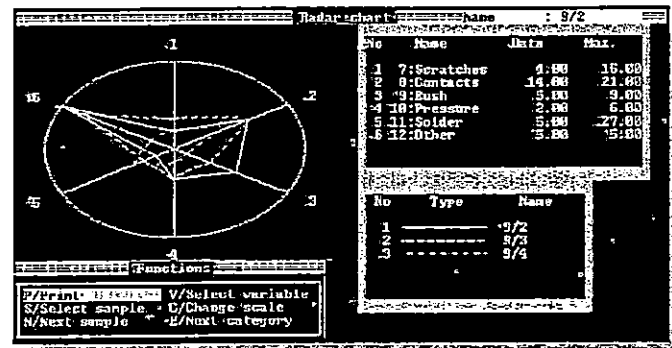 Radar chart Name : 9/2
1
2
3
4
5
6
No Name Data Max.
1 7:Scratches 4.00 16.00
2 8:Contacts 14.00 21.00
3 9:Bush 5.00 9.00
4 10:Pressure 2.00 6.00
5 11:Solder 5.00 27.00
6 12:Other 5.00 5.00
No Type Name
1 9/2
2 9/3
3 9/4
Functions
P/Print V/Select variable
S/Select sample C/Change scale
N/Next sample E/Next category